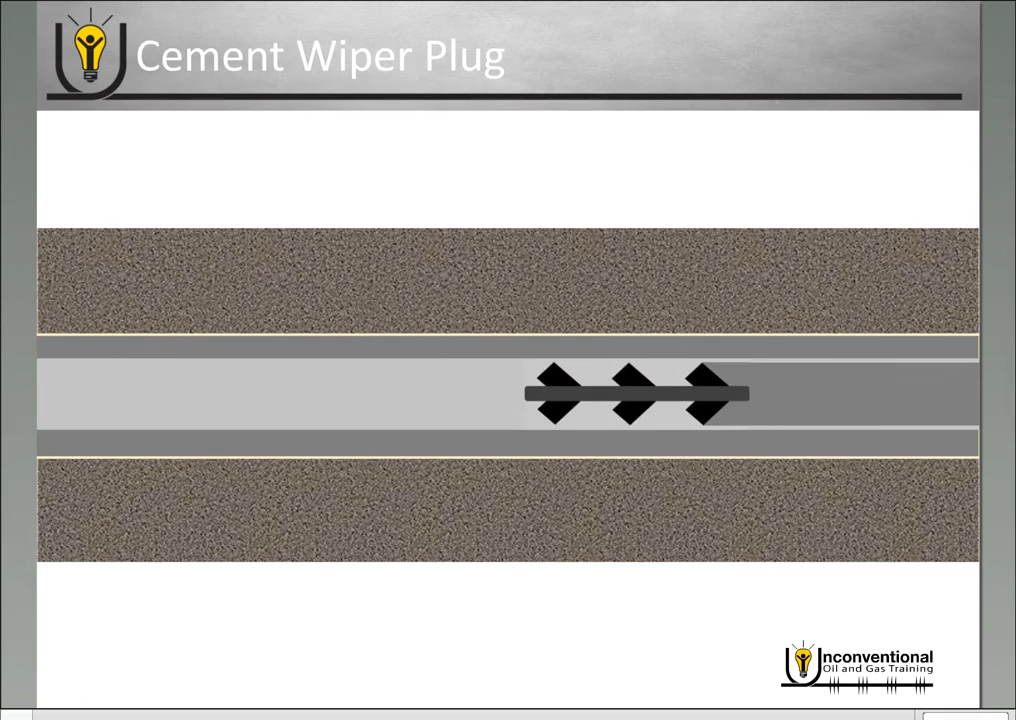 Cement Wiper Plug
Unconventional
Oil and Gas Training